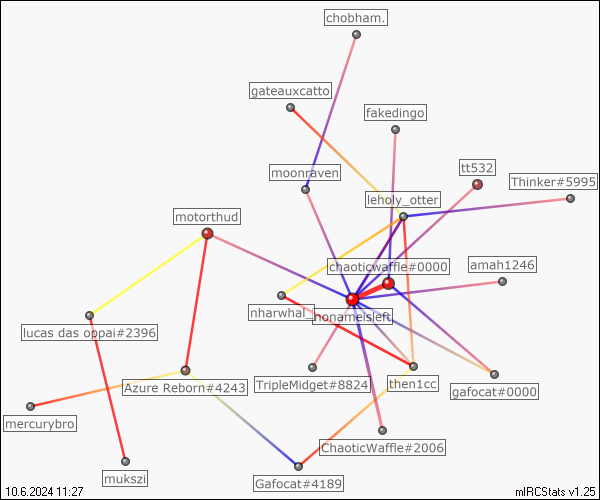 chobham.
gateauxcatto
fakedingo
moonraven
tt532
Thinker#5995
leholy_otter
motorthud
chaoticwaffle#0000
amah1246
nharwhal_
_nonameisleft
lucas das oppai#2396
Azure Reborn#4243
TripleMidget#8824
then1cc
gafocat#0000
mercurybro
ChaoticWaffle#2006
mukszi
Gafocat#4189
10.6.2024 11:27
mIRCStats v1.25